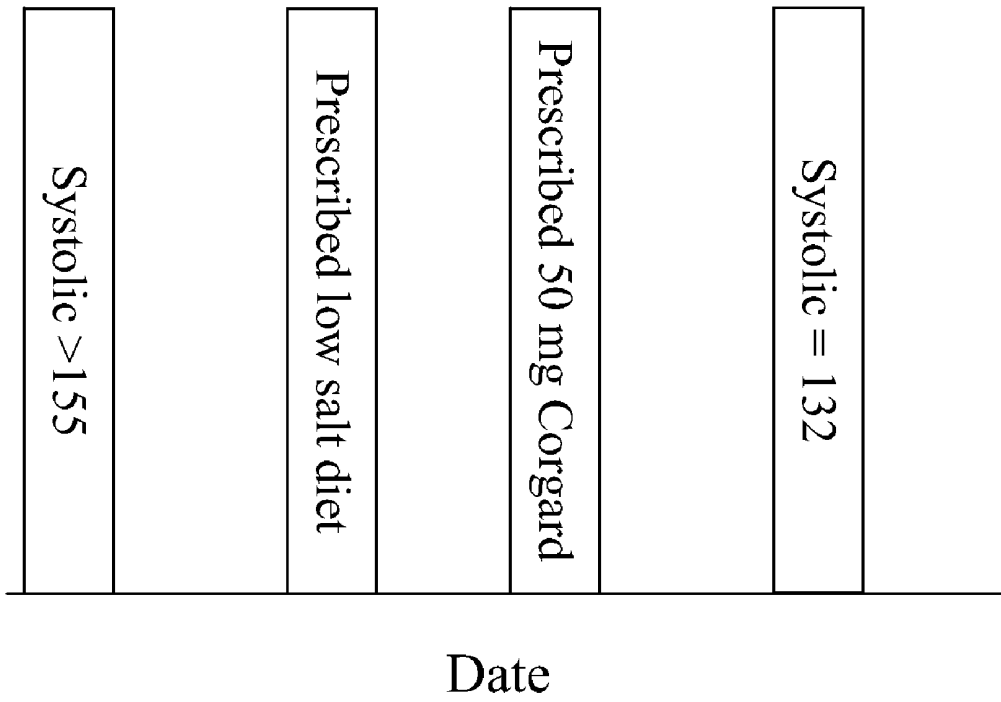 Systolic >155
Prescribed low salt diet
Prescribed 50 mg Corgard
Systolic = 132
Date